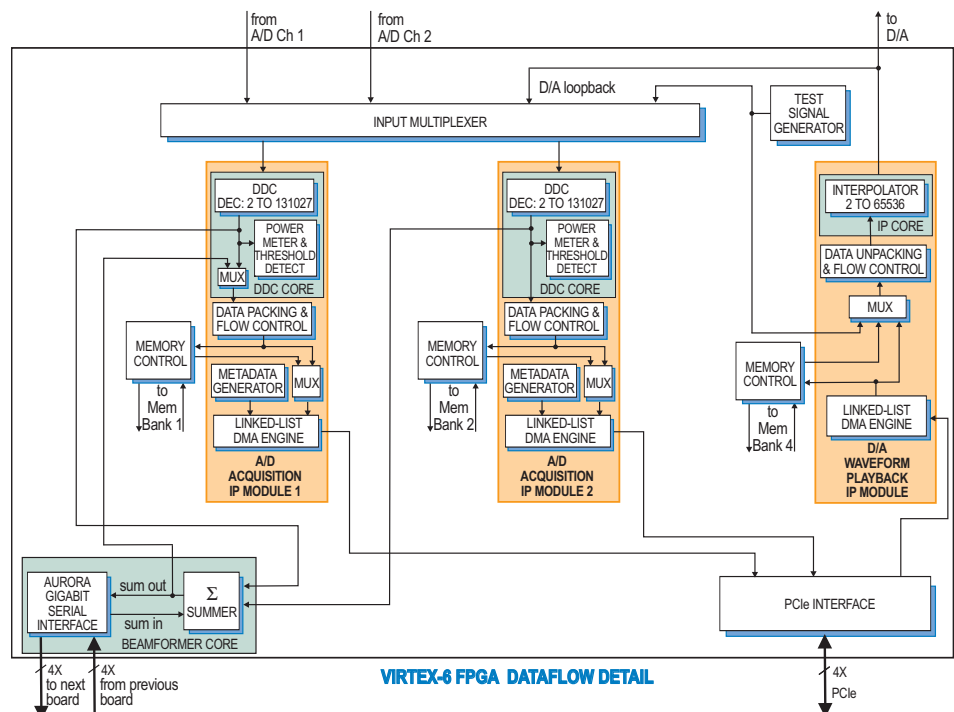 from
A/D Ch 1
from
A/D Ch 2
to
D/A
D/A loopback
INPUT MULTIPLEXER
TEST
SIGNAL
GENERATOR
DDC
DEC: 2 TO 131027
POWER
METER &
THRESHOLD
DETECT
MUX
DDC CORE
DATA PACKING &
FLOW CONTROL
MEMORY
CONTROL
METADATA
GENERATOR
MUX
to
Mem
Bank 1
LINKED-LIST
DMA ENGINE
A/D
ACQUISITION
IP MODULE 1
DDC
DEC: 2 TO 131027
POWER
METER &
THRESHOLD
DETECT
DDC CORE
DATA PACKING &
FLOW CONTROL
MEMORY
CONTROL
METADATA
GENERATOR
MUX
to
Mem
Bank 2
LINKED-LIST
DMA ENGINE
A/D
ACQUISITION
IP MODULE 2
INTERPOLATOR
2 TO 65536
IP CORE
DATA UNPACKING
& FLOW CONTROL
MUX
MEMORY
CONTROL
to
Mem
Bank 4
LINKED-LIST
DMA ENGINE
D/A
WAVEFORM
PLAYBACK
IP MODULE
AURORA
GIGABIT
SERIAL
INTERFACE
sum out
sum in
Σ
SUMMER
BEAMFORMER CORE
PCIe INTERFACE
4X
to next
board
4X
from previous
board
4X
PCIe
VIRTEX-6 FPGA DATAFLOW DETAIL